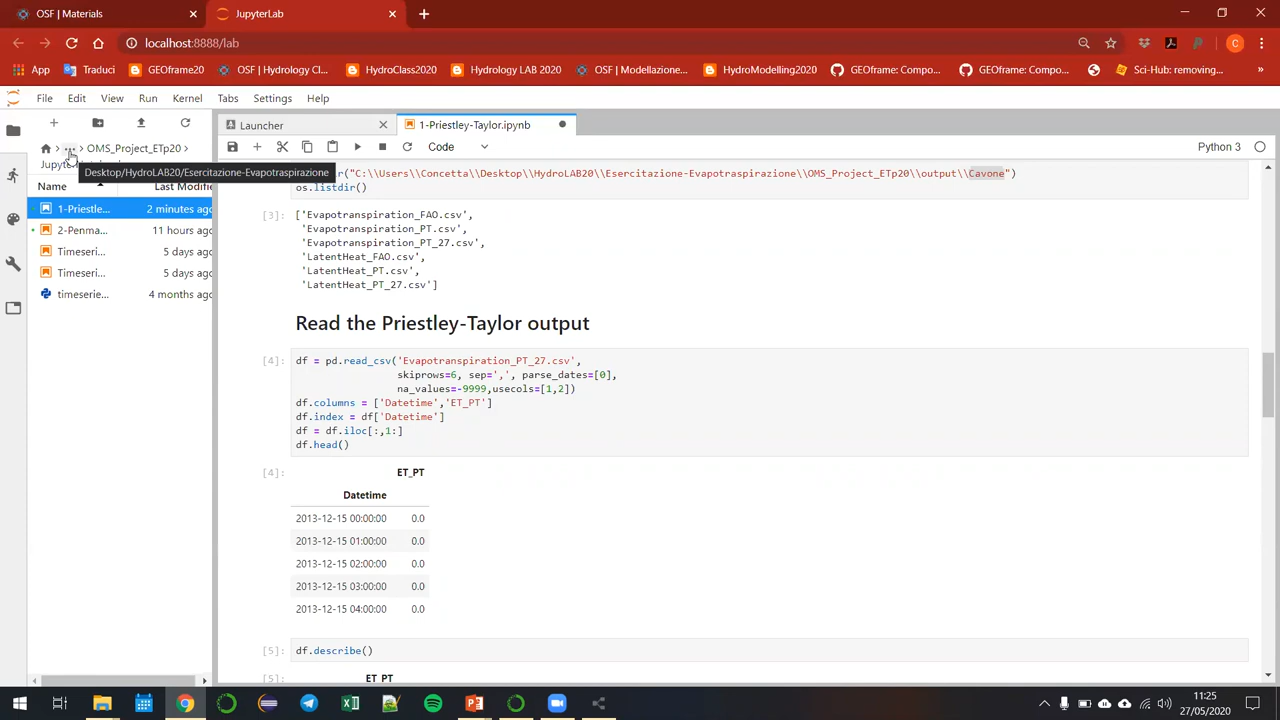 OSF | Materials
JupyterLab
localhost:8888/lab
App
Traduci
GEOframe20
OSF | Hydrology Cl...
HydroClass2020
Hydrology LAB 2020
OSF | Modellazione...
HydroModelling2020
GEOframe: Compo...
GEOframe: Compo...
Sci-Hub: removing...
File Edit View Run Kernel Tabs Settings Help
Launcher
1-Priestley-Taylor.ipynb
Code
Python 3
OMS_Project_ETp20
Desktop/HydroLAB20/Esercitazione-Evapotraspirazione
Name Last Modified
1-Priestle... 2 minutes ago
2-Penma... 11 hours ago
Timeseri... 5 days ago
Timeseri... 5 days ago
timeserie... 4 months ago
r("C:\\Users\\Concetta\\Desktop\\HydroLAB20\\Esercitazione-Evapotraspirazione\\OMS_Project_ETp20\\output\\Cavone")
os.listdir()
[3]: ['Evapotranspiration_FAO.csv',
'Evapotranspiration_PT.csv',
'Evapotranspiration_PT_27.csv',
'LatentHeat_FAO.csv',
'LatentHeat_PT.csv',
'LatentHeat_PT_27.csv']
Read the Priestley-Taylor output
[4]: df = pd.read_csv('Evapotranspiration_PT_27.csv',
skiprows=6, sep=',', parse_dates=[0],
na_values=-9999,usecols=[1,2])
df.columns = ['Datetime','ET_PT']
df.index = df['Datetime']
df = df.iloc[:,1:]
df.head()
[4]: ET_PT
Datetime
2013-12-15 00:00:00 0.0
2013-12-15 01:00:00 0.0
2013-12-15 02:00:00 0.0
2013-12-15 03:00:00 0.0
2013-12-15 04:00:00 0.0
[5]: df.describe()
[5]: ET_PT
11:25
27/05/2020